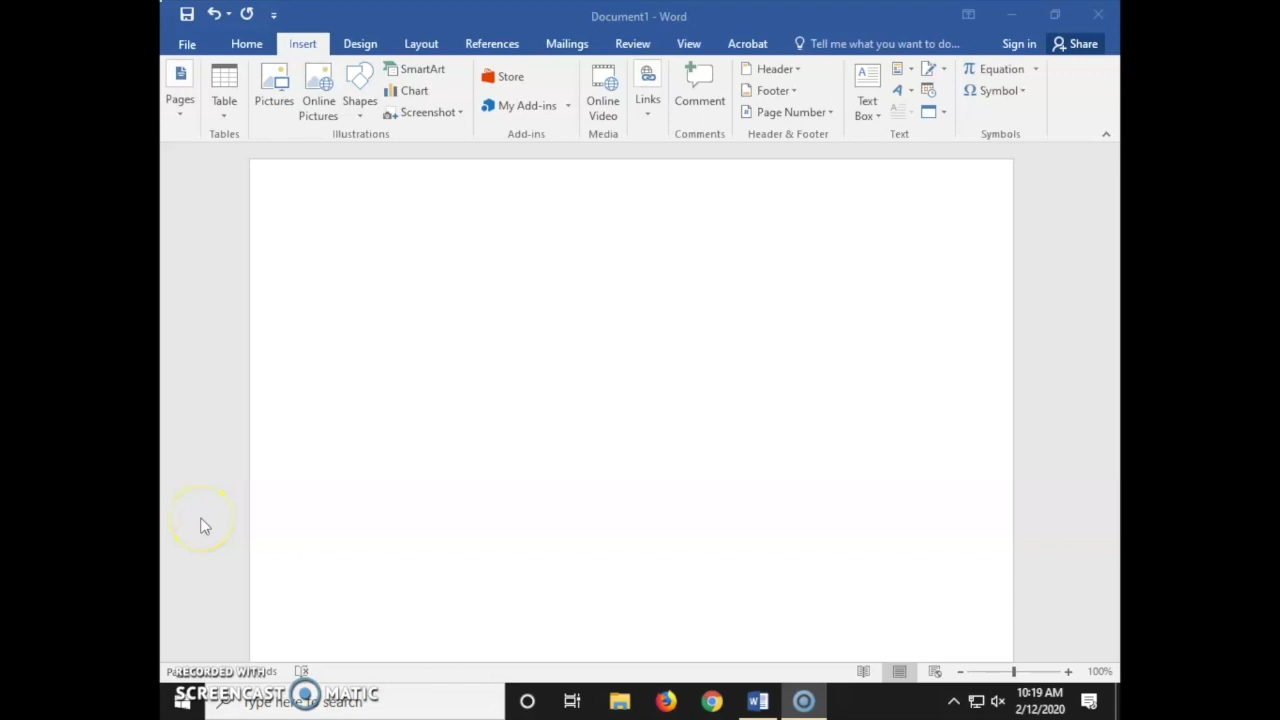 Document1 - Word
File Home Insert Design Layout References Mailings Review View Acrobat Tell me what you want to do... Sign in Share
Pages
Table
Pictures
Online
Pictures
Shapes
SmartArt
Chart
Screenshot
Store
My Add-ins
Online
Video
Links
Comment
Header
Footer
Page Number
Text
Box
Equation
Symbol
Tables Illustrations Add-ins Media Comments Header & Footer Text Symbols
100%
RECORDED WITH
SCREENCAST MATIC
Type here to search
10:19 AM
2/12/2020